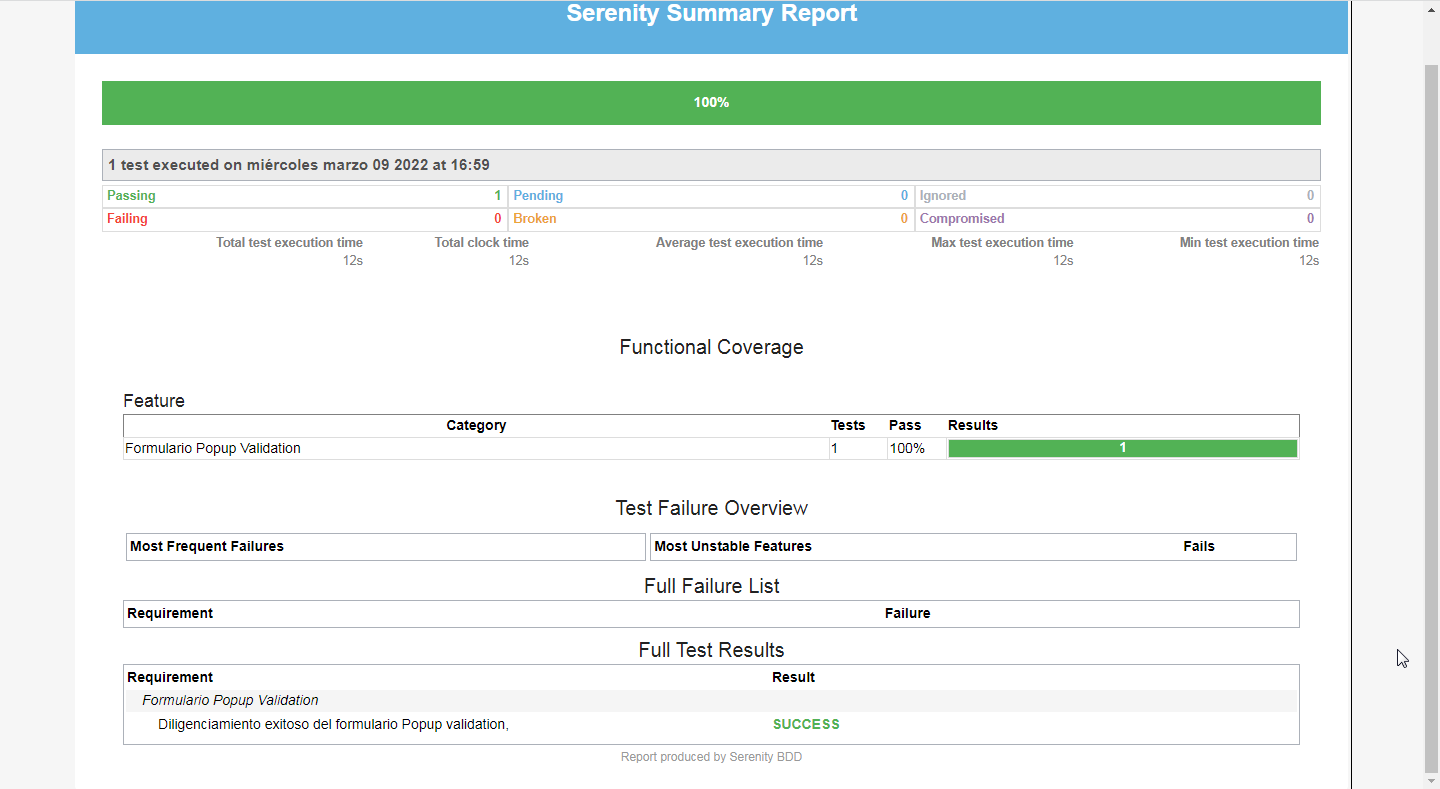 Serenity Summary Report
100%
1 test executed on miércoles marzo 09 2022 at 16:59
Passing 1 Pending 0 Ignored 0
Failing 0 Broken 0 Compromised 0
Total test execution time Total clock time Average test execution time Max test execution time Min test execution time
12s 12s 12s 12s 12s
Functional Coverage
Feature
Category Tests Pass Results
Formulario Popup Validation 1 100% 1
Test Failure Overview
Most Frequent Failures Most Unstable Features Fails
Full Failure List
Requirement Failure
Full Test Results
Requirement Result
Formulario Popup Validation
Diligenciamiento exitoso del formulario Popup validation, SUCCESS
Report produced by Serenity BDD